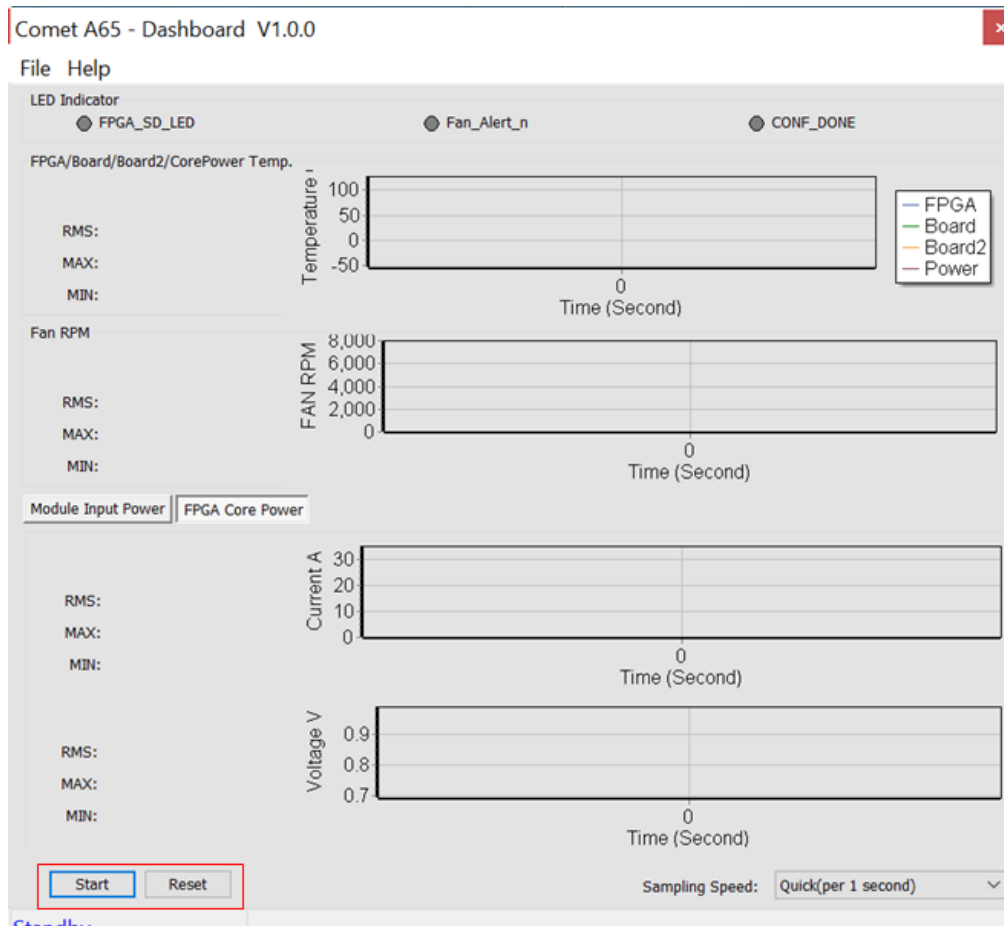 Comet A65 - Dashboard V1.0.0
File Help
LED Indicator
FPGA_SD_LED Fan_Alert_n CONF_DONE
FPGA/Board/Board2/CorePower Temp.
RMS:
MAX:
MIN:
Temperature
100
50
0
-50
0
Time (Second)
FPGA
Board
Board2
Power
Fan RPM
RMS:
MAX:
MIN:
FAN RPM
8,000
6,000
4,000
2,000
0
0
Time (Second)
Module Input Power FPGA Core Power
RMS:
MAX:
MIN:
Current A
30
20
10
0
0
Time (Second)
RMS:
MAX:
MIN:
Voltage V
0.9
0.8
0.7
0
Time (Second)
Start Reset Sampling Speed: Quick(per 1 second)
Standby